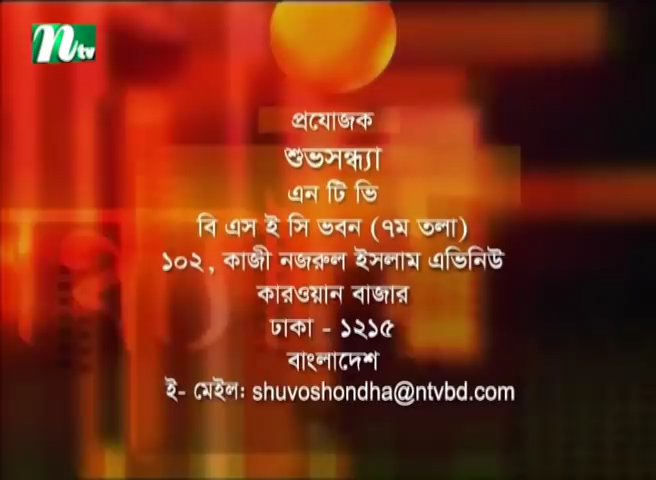 ntv
প্রযোজক
শুভসন্ধ্যা
এন টি ভি
বি এস ই সি ভবন (৭ম তলা)
১০২, কাজী নজরুল ইসলাম এভিনিউ
কারওয়ান বাজার
ঢাকা - ১২১৫
বাংলাদেশ
ই- মেইলঃ shuvoshondha@ntvbd.com